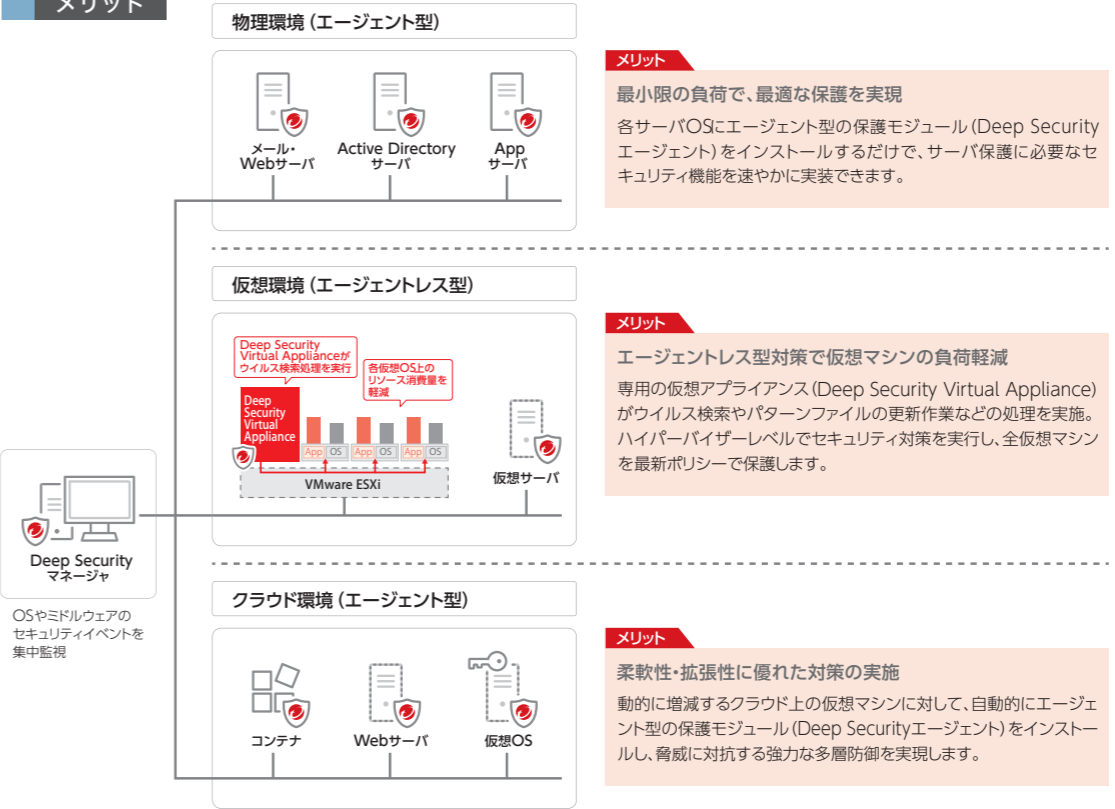 メリット
物理環境（エージェント型）
メール・
Webサーバ
Active Directory
サーバ
App
サーバ
メリット
最小限の負荷で、最適な保護を実現
各サーバOSにエージェント型の保護モジュール（Deep Security
エージェント）をインストールするだけで、サーバ保護に必要なセ
キュリティ機能を速やかに実装できます。
仮想環境（エージェントレス型）
Deep Security
Virtual Applianceが
ウイルス検索処理を実行
各仮想OS上の
リソース消費量を
軽減
Deep
Security
Virtual
Appliance
App OS App OS App OS
VMware ESXi
仮想サーバ
メリット
エージェントレス型対策で仮想マシンの負荷軽減
専用の仮想アプライアンス（Deep Security Virtual Appliance）
がウイルス検索やパターンファイルの更新作業などの処理を実施。
ハイパーバイザーレベルでセキュリティ対策を実行し、全仮想マシン
を最新ポリシーで保護します。
Deep Security
マネージャ
OSやミドルウェアの
セキュリティイベントを
集中監視
クラウド環境（エージェント型）
コンテナ
Webサーバ
仮想OS
メリット
柔軟性・拡張性に優れた対策の実施
動的に増減するクラウド上の仮想マシンに対して、自動的にエージェ
ント型の保護モジュール（Deep Securityエージェント）をインストー
ルし、脅威に対抗する強力な多層防御を実現します。